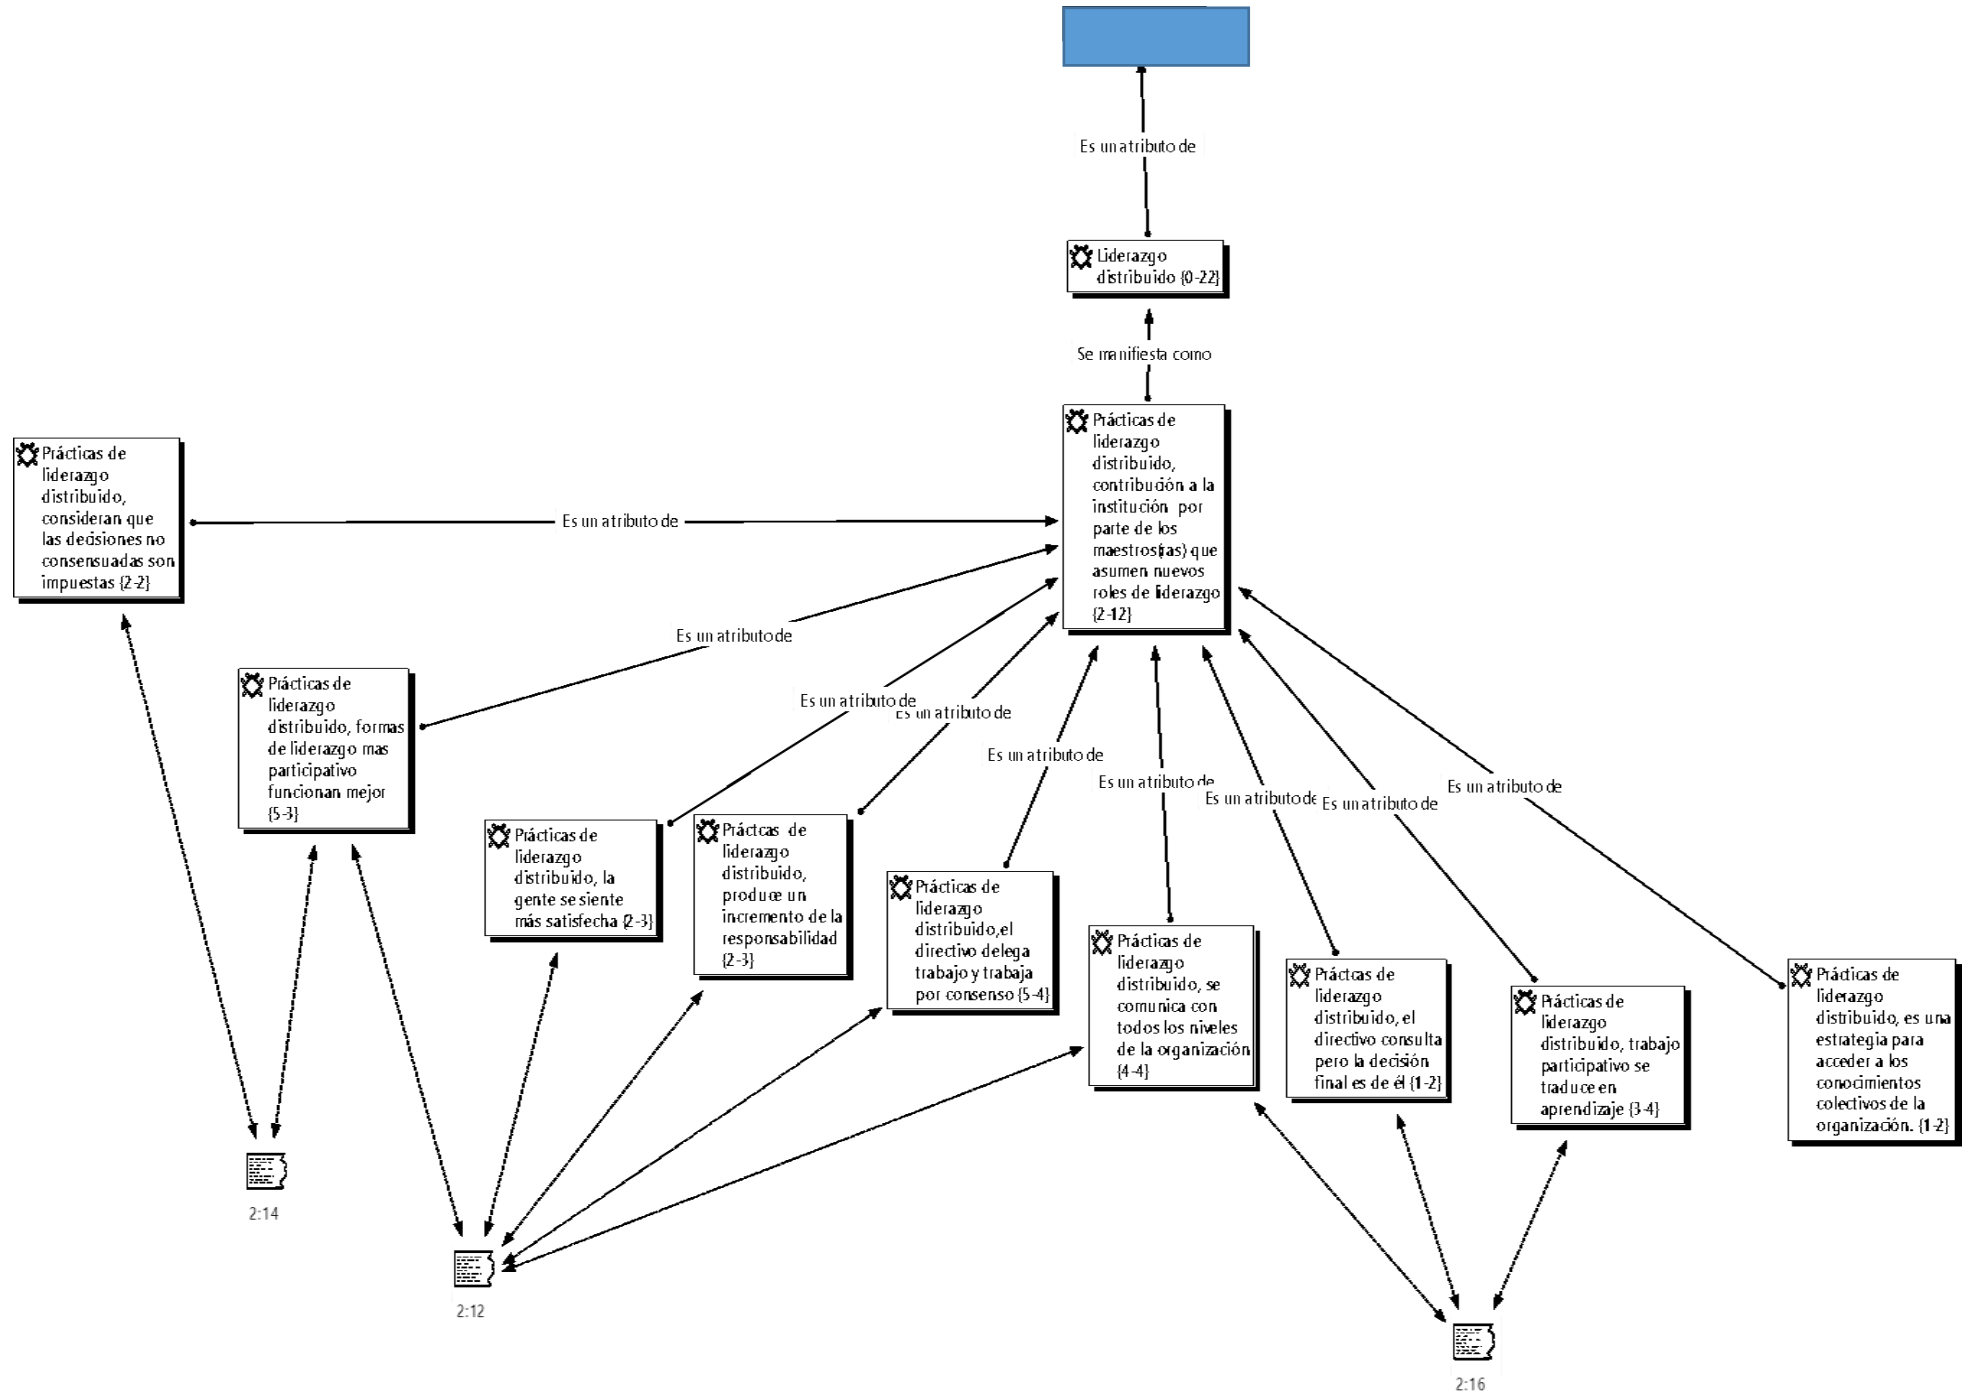 Es un atributo de
Liderazgo
distribuido {0-22}
Se manifiesta como
Prácticas de
liderazgo
distribuido,
contribución a la
institución por
parte de los
maestros(ras) que
asumen nuevos
roles de liderazgo
{2-12}
Prácticas de
liderazgo
distribuido,
consideran que
las decisiones no
consensuadas son
impuestas {2-2}
Es un atributo de
Es un atributo de
Prácticas de
liderazgo
distribuido, formas
de liderazgo mas
participativo
funcionan mejor
{5-3}
Es un atributo de
Es un atributo de
Es un atributo de
Es un atributo de
Es un atributo de
Es un atributo de
Es un atributo de
Prácticas de
liderazgo
distribuido, la
gente se siente
más satisfecha {2-3}
Práctcas de
liderazgo
distribuido,
produce un
incremento de la
responsabilidad
{2-3}
Prácticas de
liderazgo
distribuido,el
directivo delega
trabajo y trabaja
por consenso {5-4}
Prácticas de
liderazgo
distribuido, se
comunica con
todos los niveles
de la organización
{4-4}
Práctcas de
liderazgo
distribuido, el
directivo consulta
pero la decisión
final es de él {1-2}
Prácticas de
liderazgo
distribuido, trabajo
participativo se
traduce en
aprendizaje {3-4}
Prácticas de
liderazgo
distribuido, es una
estrategia para
acceder a los
conocimientos
colectivos de la
organización. {1-2}
2:14
2:12
2:16